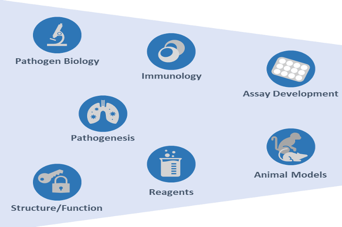 Pathogen Biology
Immunology
Assay Development
Pathogenesis
Structure/Function
Reagents
Animal Models